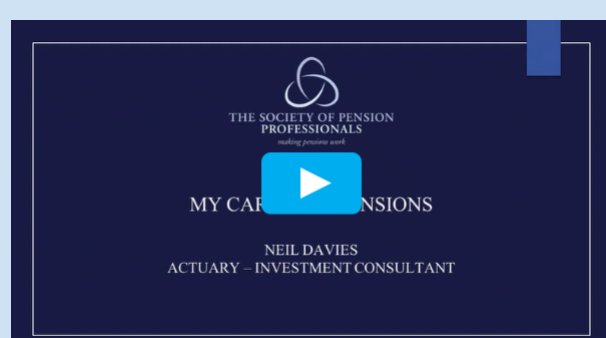 THE SOCIETY OF PENSION
PROFESSIONALS
making pensions work
MY
NEIL DAVIES
ACTUARY – INVESTMENT CONSULTANT